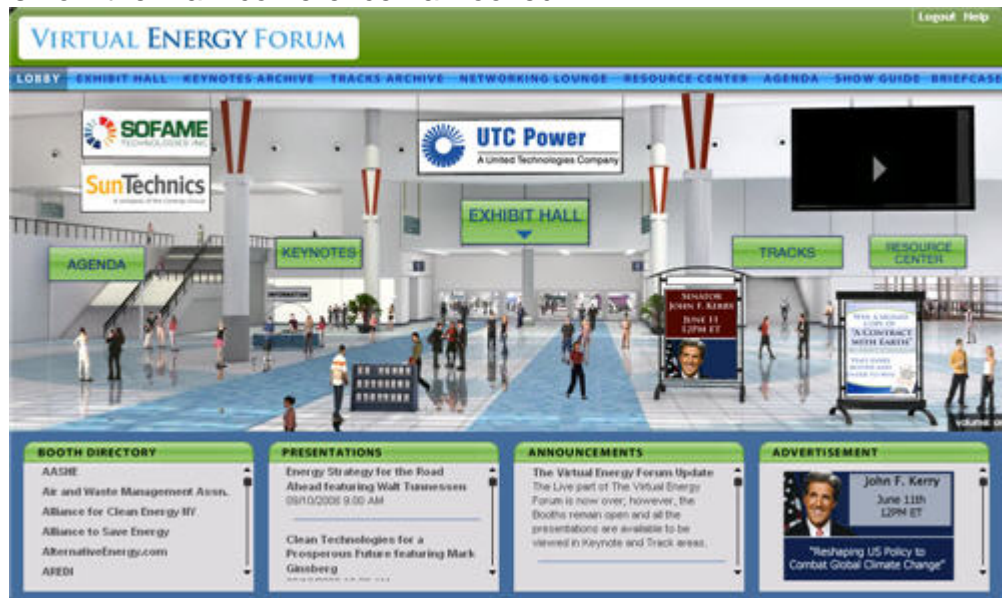 Logout Help
VIRTUAL ENERGY FORUM
LOBBY EXHIBIT HALL KEYNOTES ARCHIVE TRACKS ARCHIVE NETWORKING LOUNGE RESOURCE CENTER AGENDA SHOW GUIDE BRIEFCASE
SOFAME
TECHNOLOGIES INC.
SunTechnics
UTC Power
A United Technologies Company
EXHIBIT HALL
AGENDA
KEYNOTES
TRACKS
RESOURCE
CENTER
INFORMATION
SENATOR
JOHN F. KERRY
JUNE 11
12PM ET
WIN A SIGNED
COPY OF
"A CONTRACT
WITH EARTH"
BOOTH DIRECTORY
AASHE
Air and Waste Management Assn.
Alliance for Clean Energy NY
Alliance to Save Energy
AlternativeEnergy.com
AREDI
PRESENTATIONS
Energy Strategy for the Road
Ahead featuring Walt Tunnessen
09/10/2008 9:00 AM
Clean Technologies for a
Prosperous Future featuring Mark
Ginsberg
ANNOUNCEMENTS
The Virtual Energy Forum Update
The Live part of The Virtual Energy
Forum is now over; however, the
Booths remain open and all the
presentations are available to be
viewed in Keynote and Track areas.
ADVERTISEMENT
John F. Kerry
June 11th
12PM ET
"Reshaping US Policy to
Combat Global Climate Change"